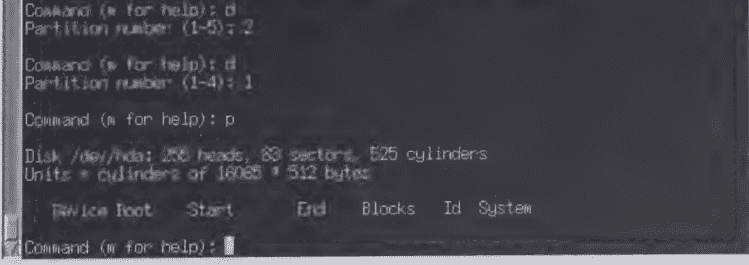 Command (m for help): d
Partition number (1-5): 2
Command (m for help): d
Partition number (1-4): 1
Command (m for help): p
Disk /dev/hda: 255 heads, 63 sectors, 525 cylinders
Units = cylinders of 16065 * 512 bytes
Device Boot Start End Blocks Id System
Command (m for help):